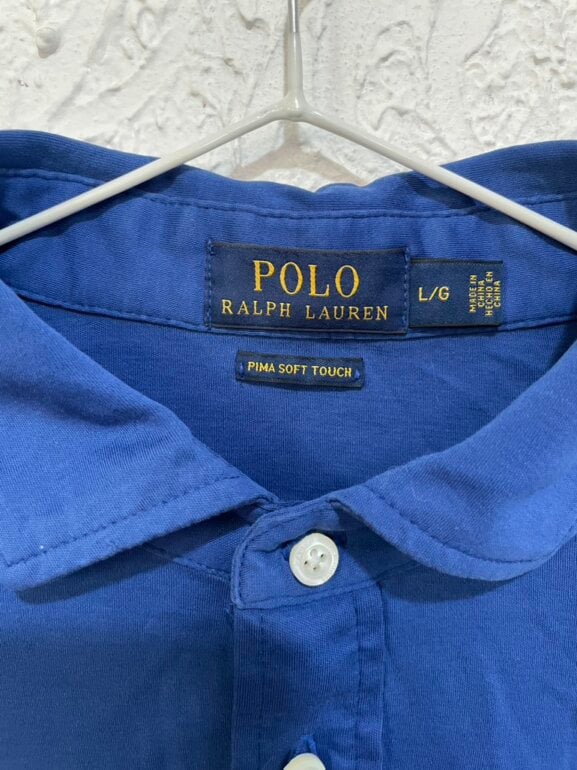 POLO
RALPH LAUREN
L/G
MADE IN
CHINA
HECHO EN
CHINA
PIMA SOFT TOUCH